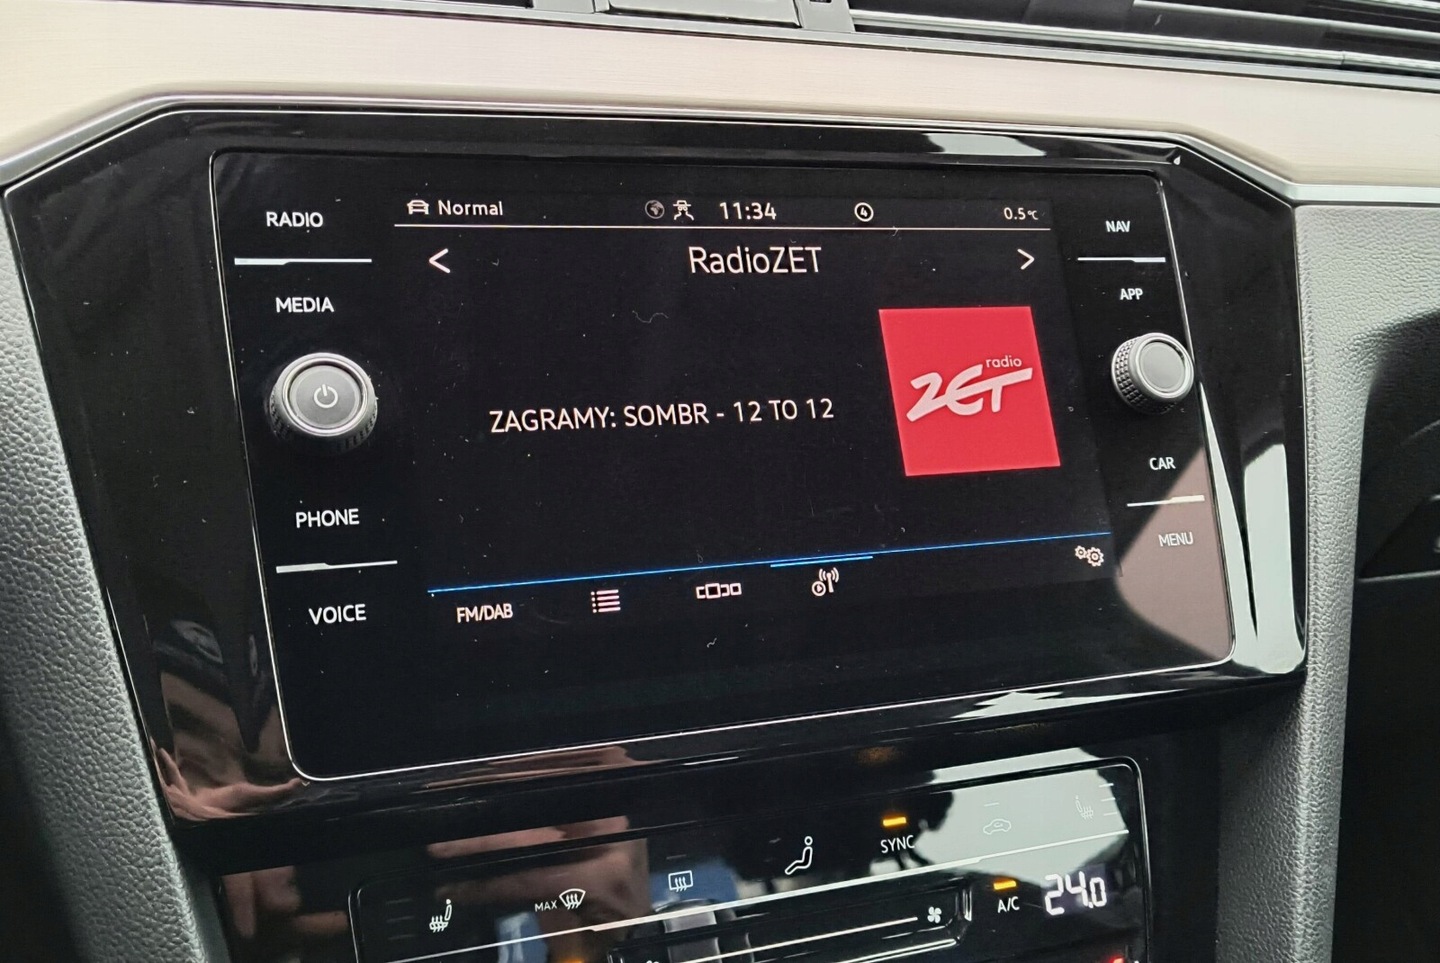 RADIO
Normal
11:34
4
0.5°C
NAV
RadioZET
MEDIA
APP
radio
ZET
ZAGRAMY: SOMBR - 12 TO 12
CAR
PHONE
MENU
FM/DAB
VOICE
SYNC
MAX
A/C
24.0